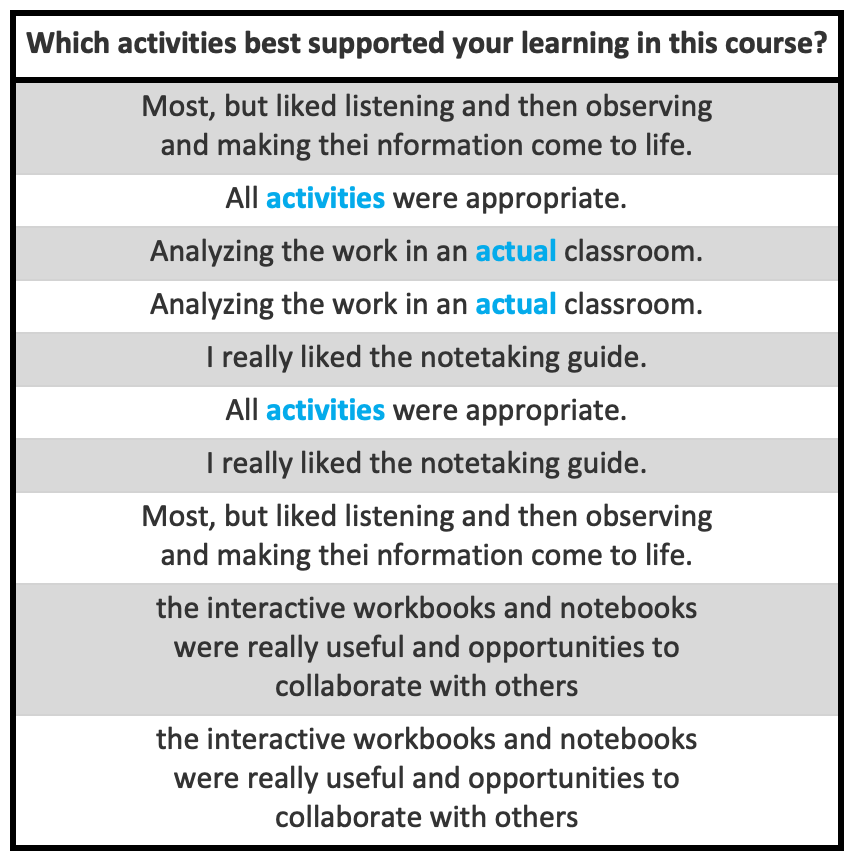 Which activities best supported your learning in this course?
Most, but liked listening and then observing
and making thei nformation come to life.
All activities were appropriate.
Analyzing the work in an actual classroom.
Analyzing the work in an actual classroom.
I really liked the notetaking guide.
All activities were appropriate.
I really liked the notetaking guide.
Most, but liked listening and then observing
and making thei nformation come to life.
the interactive workbooks and notebooks
were really useful and opportunities to
collaborate with others
the interactive workbooks and notebooks
were really useful and opportunities to
collaborate with others